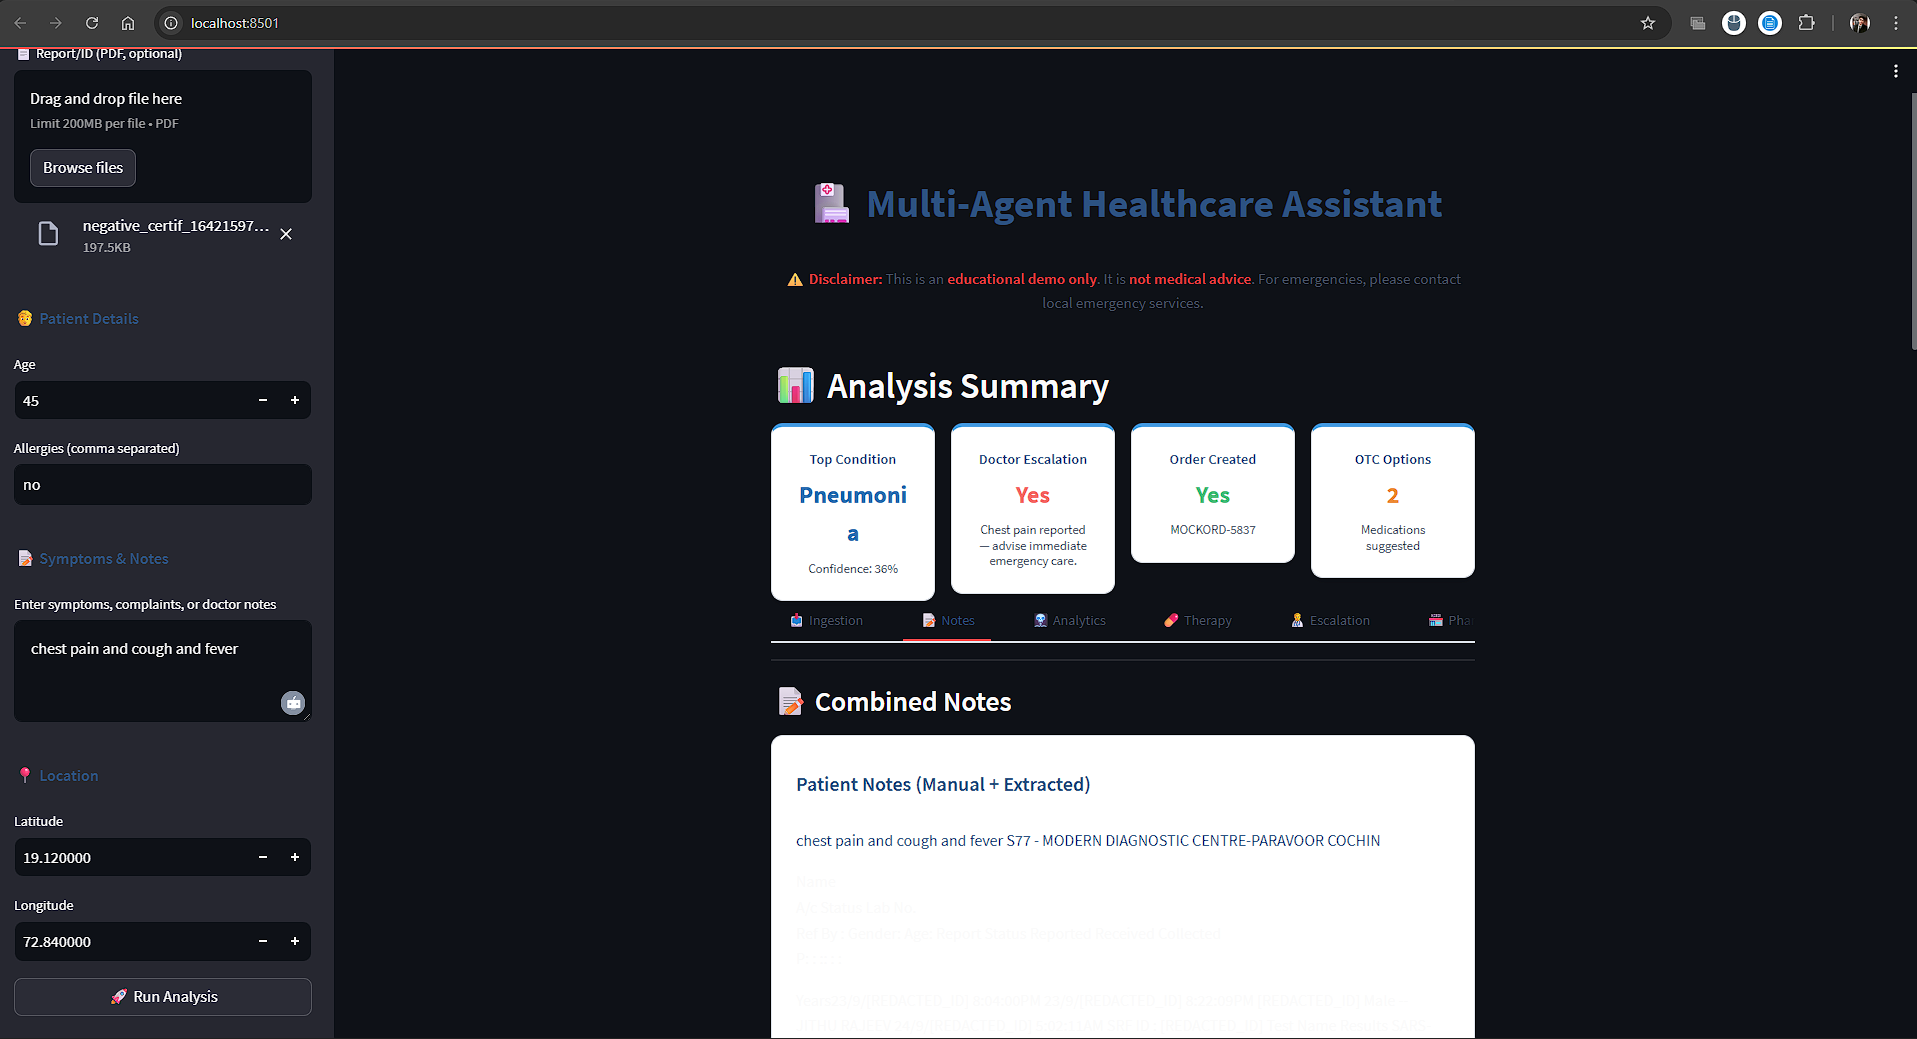 localhost:8501
Report/ID (PDF, optional)
Drag and drop file here
Limit 200MB per file • PDF
Browse files
negative_certif_16421597...
197.5KB
Patient Details
Age
45
Allergies (comma separated)
no
Symptoms & Notes
Enter symptoms, complaints, or doctor notes
chest pain and cough and fever
Location
Latitude
19.120000
Longitude
72.840000
Run Analysis
Multi-Agent Healthcare Assistant
Disclaimer: This is an educational demo only. It is not medical advice. For emergencies, please contact
local emergency services.
Analysis Summary
Top Condition
Pneumoni
a
Confidence: 36%
Doctor Escalation
Yes
Chest pain reported
— advise immediate
emergency care.
Order Created
Yes
MOCKORD-5837
OTC Options
2
Medications
suggested
Ingestion
Notes
Analytics
Therapy
Escalation
Pha
Combined Notes
Patient Notes (Manual + Extracted)
chest pain and cough and fever S77 - MODERN DIAGNOSTIC CENTRE-PARAVOOR COCHIN
Name